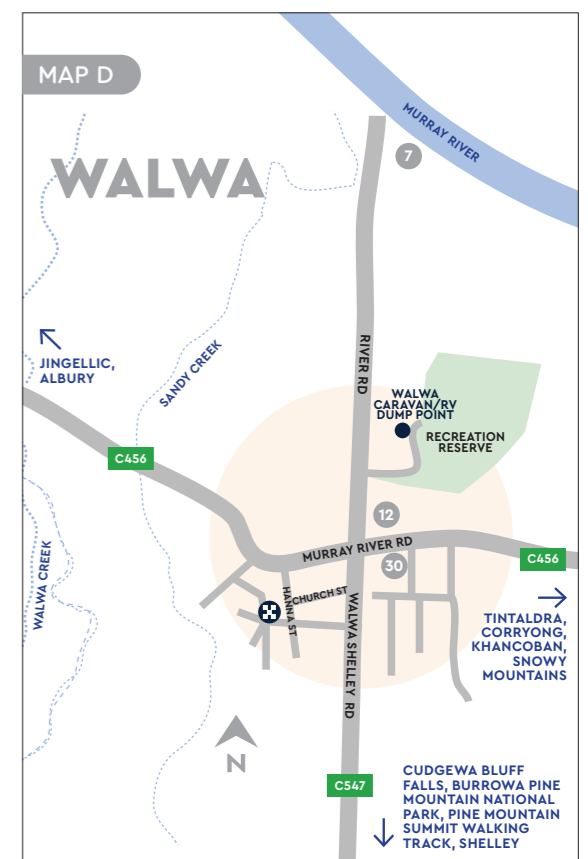 MAP D
WALWA
MURRAY RIVER
7
JINGELLIC,
ALBURY
SANDY CREEK
RIVER RD
WALWA
CARAVAN/RV
DUMP POINT
RECREATION
RESERVE
C456
12
MURRAY RIVER RD
C456
30
WALWA CREEK
HANNA ST
CHURCH ST
WALWA SHELLEY RD
TINTALDRA,
CORRYONG,
KHANCOBAN,
SNOWY
MOUNTAINS
N
C547
CUDGEWA BLUFF
FALLS, BURROWA PINE
MOUNTAIN NATIONAL
PARK, PINE MOUNTAIN
SUMMIT WALKING
TRACK, SHELLEY